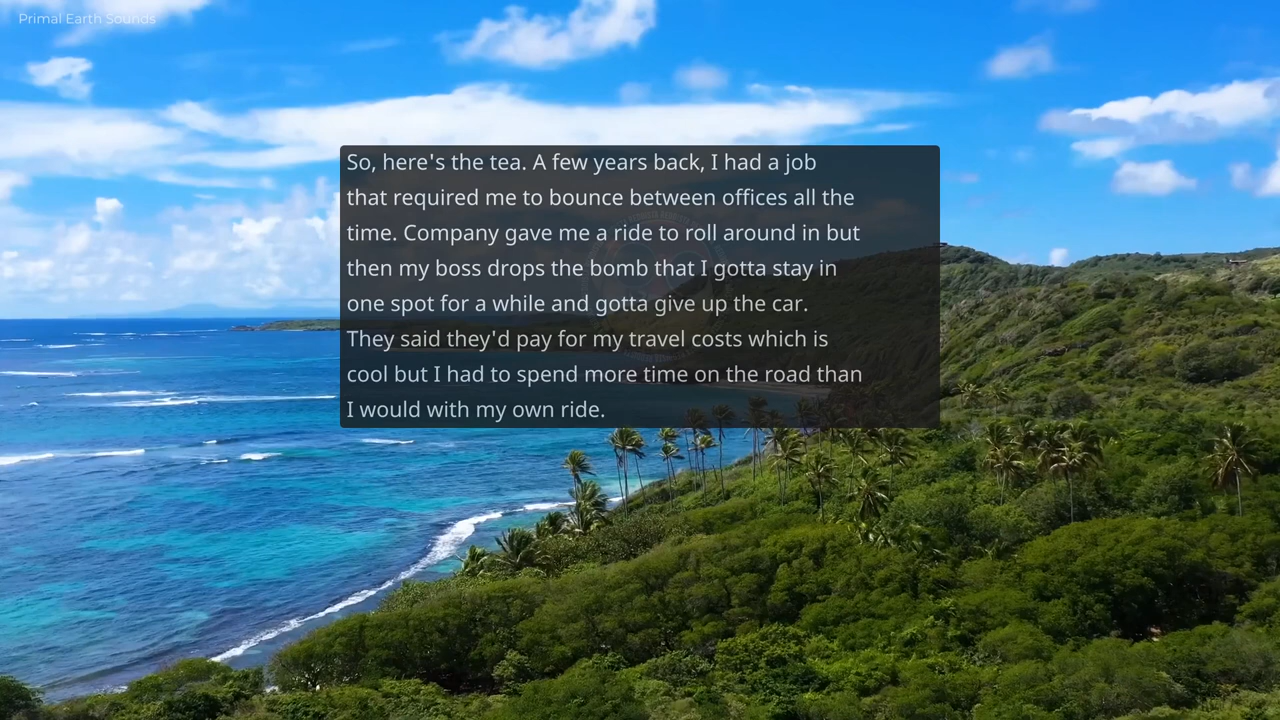 Primal Earth Sounds
So, here's the tea. A few years back, I had a job
that required me to bounce between offices all the
time. Company gave me a ride to roll around in but
then my boss drops the bomb that I gotta stay in
one spot for a while and gotta give up the car.
They said they'd pay for my travel costs which is
cool but I had to spend more time on the road than
I would with my own ride.